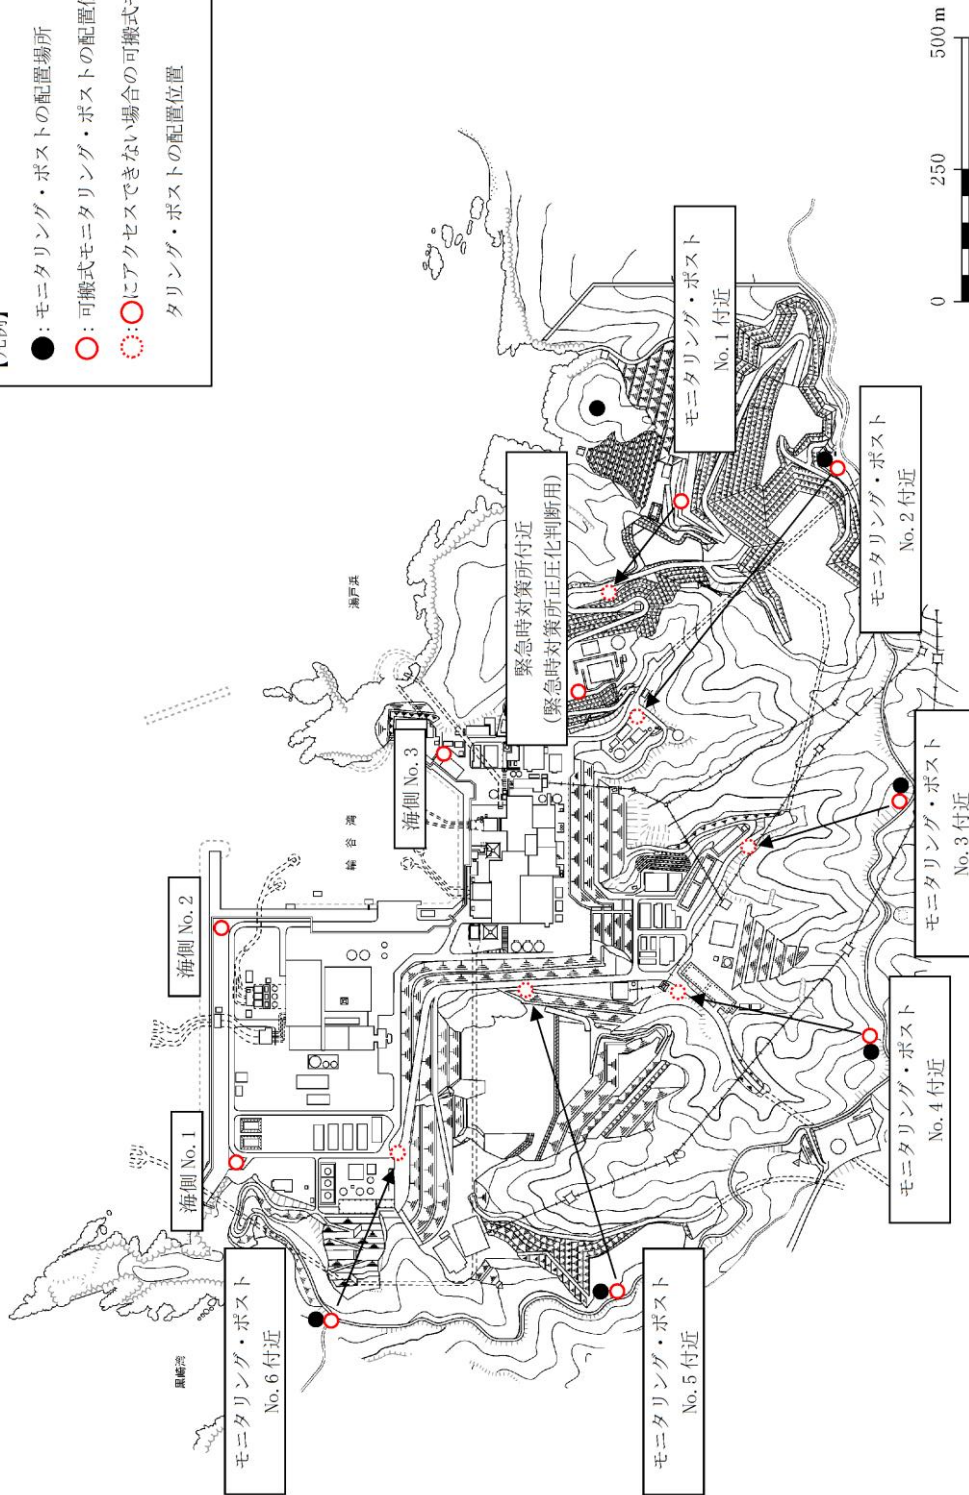 【凡例】
●：モニタリング・ポストの配置場所
○：可搬式モニタリング・ポストの配置位
：○にアクセスできない場合の可搬式モ
タリング・ポストの配置位置
海側 No. 1
海側 No. 2
海側 No. 3
緊急時対策所付近
(緊急時対策所正圧化判断用)
モニタリング・ポスト
No. 1 付近
モニタリング・ポスト
No. 2 付近
モニタリング・ポスト
No. 3 付近
モニタリング・ポスト
No. 4 付近
モニタリング・ポスト
No. 5 付近
モニタリング・ポスト
No. 6 付近
輪谷湾
0 250 500 m